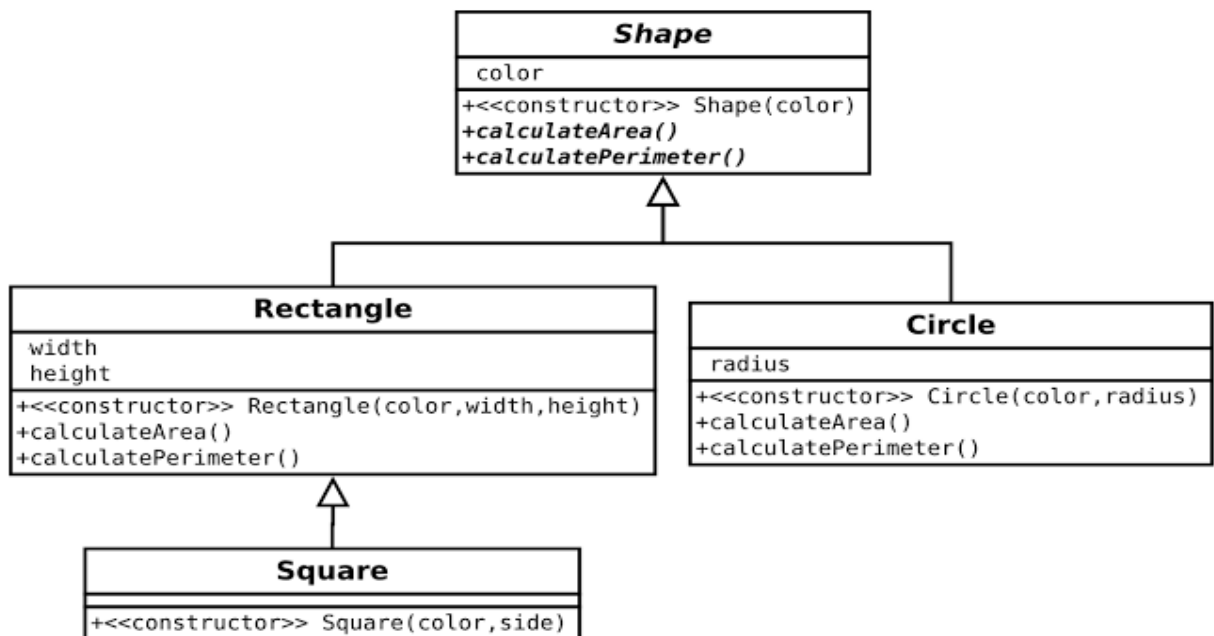 Shape
color
+<<constructor>> Shape(color)
+calculateArea()
+calculatePerimeter()
Rectangle
width
height
+<<constructor>> Rectangle(color,width,height)
+calculateArea()
+calculatePerimeter()
Circle
radius
+<<constructor>> Circle(color,radius)
+calculateArea()
+calculatePerimeter()
Square
+<<constructor>> Square(color,side)